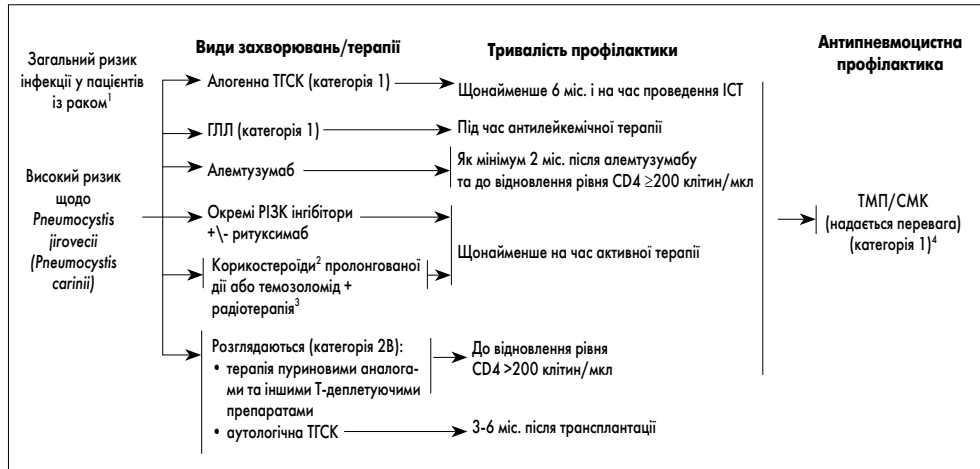 Види захворювань/терапії
Тривалість профілактики
Антипневмоцистна
профілактика
Загальний ризик
інфекції у пацієнтів
із раком1
Високий ризик
щодо
Pneumocystis
jirovecii
(Pneumocystis
carinii)
Алогенна ТГСК (категорія 1)
Щонайменше 6 міс. і на час проведення ІСТ
ГЛЛ (категорія 1)
Під час антилейкемічної терапії
Алемтузумаб
Як мінімум 2 міс. після алемтузумабу
та до відновлення рівня CD4 ≥200 клітин/мкл
Окремі РІЗК інгібітори
+\- ритуксимаб
Корикостероїди2 пролонгованої
дії або темозоломід +
радіотерапія3
Щонайменше на час активної терапії
Розглядаються (категорія 2В):
• терапія пуриновими аналога-
ми та іншими Т-деплетуючими
препаратами
До відновлення рівня
CD4 >200 клітин/мкл
• аутологічна ТГСК
3-6 міс. після трансплантації
ТМП/СМК
(надається перевага)
(категорія 1)4